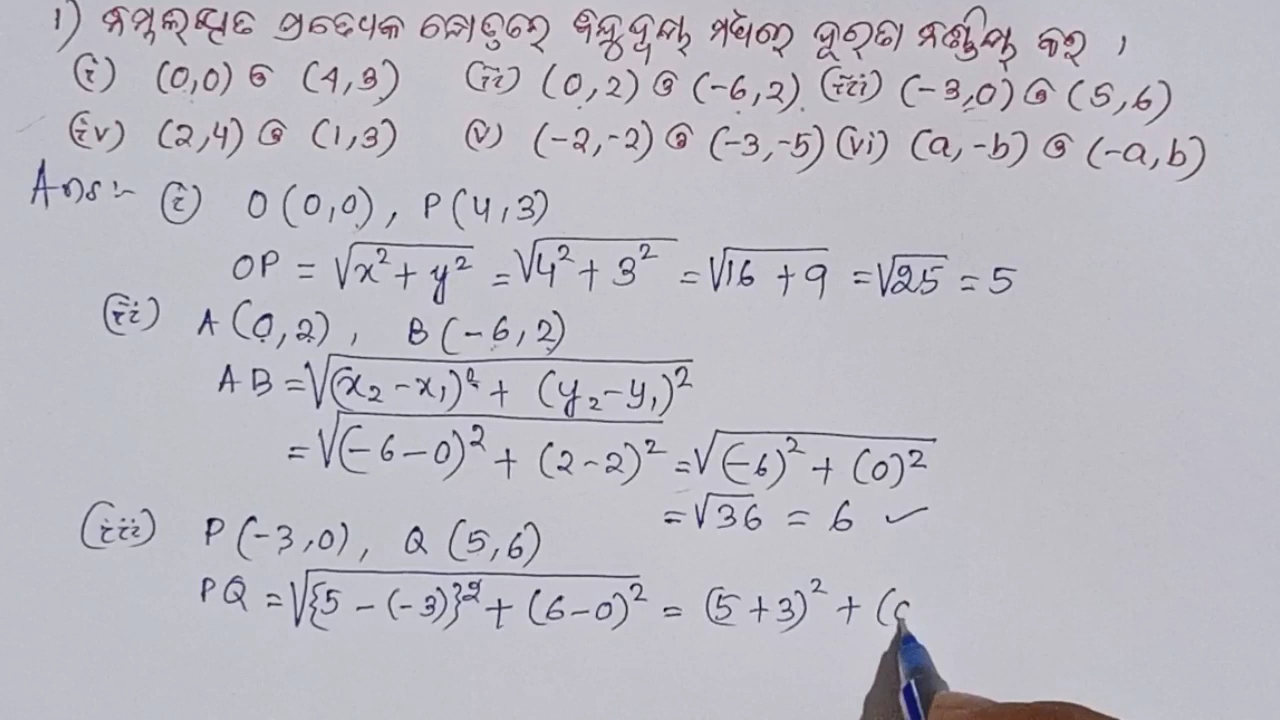 1) ନିମ୍ନଲିଖିତ ପ୍ରତ୍ୟେକ ଯୋଡ଼ିରେ ବିନ୍ଦୁଦ୍ୱୟ ମଧ୍ୟରେ ଦୂରତା ନିର୍ଣ୍ଣୟ କର ।
(i) (0,0) ଓ (4,3) (ii) (0,2) ଓ (-6,2) (iii) (-3,0) ଓ (5,6)
(iv) (2,4) ଓ (1,3) (v) (-2,-2) ଓ (-3,-5) (vi) (a,-b) ଓ (-a,b)
Ans:- (i) O(0,0), P(4,3)
OP = √x²+y² = √4²+3² = √16+9 = √25 = 5
(ii) A(0,2), B(-6,2)
AB = √(x₂-x₁)²+(y₂-y₁)²
= √(-6-0)²+(2-2)² = √(-6)²+(0)²
= √36 = 6 ✓
(iii) P(-3,0), Q(5,6)
PQ = √{5-(-3)}²+(6-0)² = (5+3)²+(